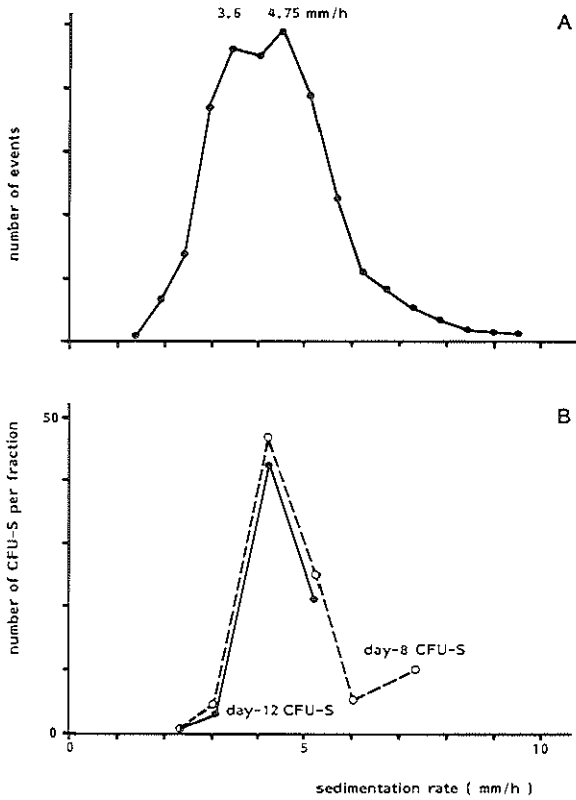 3.6 4.75 mm/h
A
number of events
B
50
number of CFU-S per fraction
day-8 CFU-S
day-12 CFU-S
0
0 5 10
sedimentation rate ( mm/h )